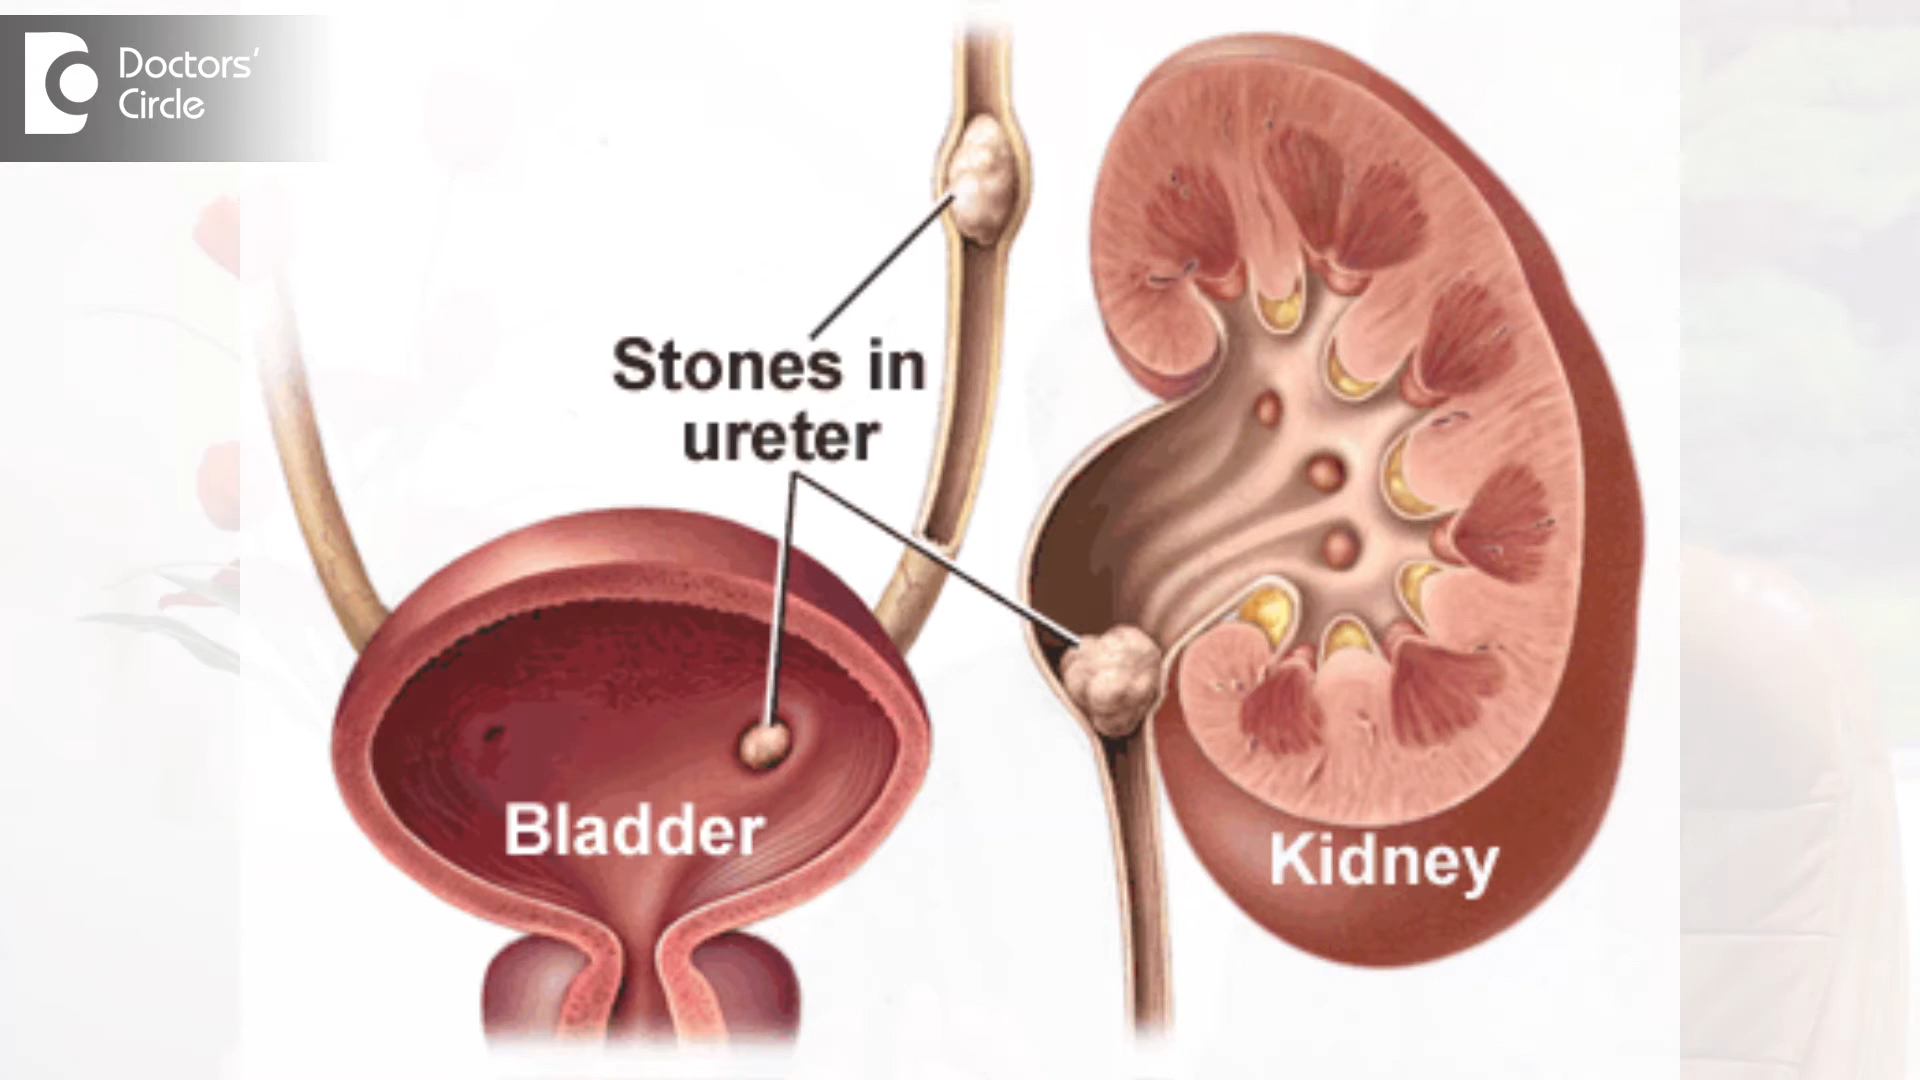 Doctors'
Circle
Stones in
ureter
Bladder
Kidney